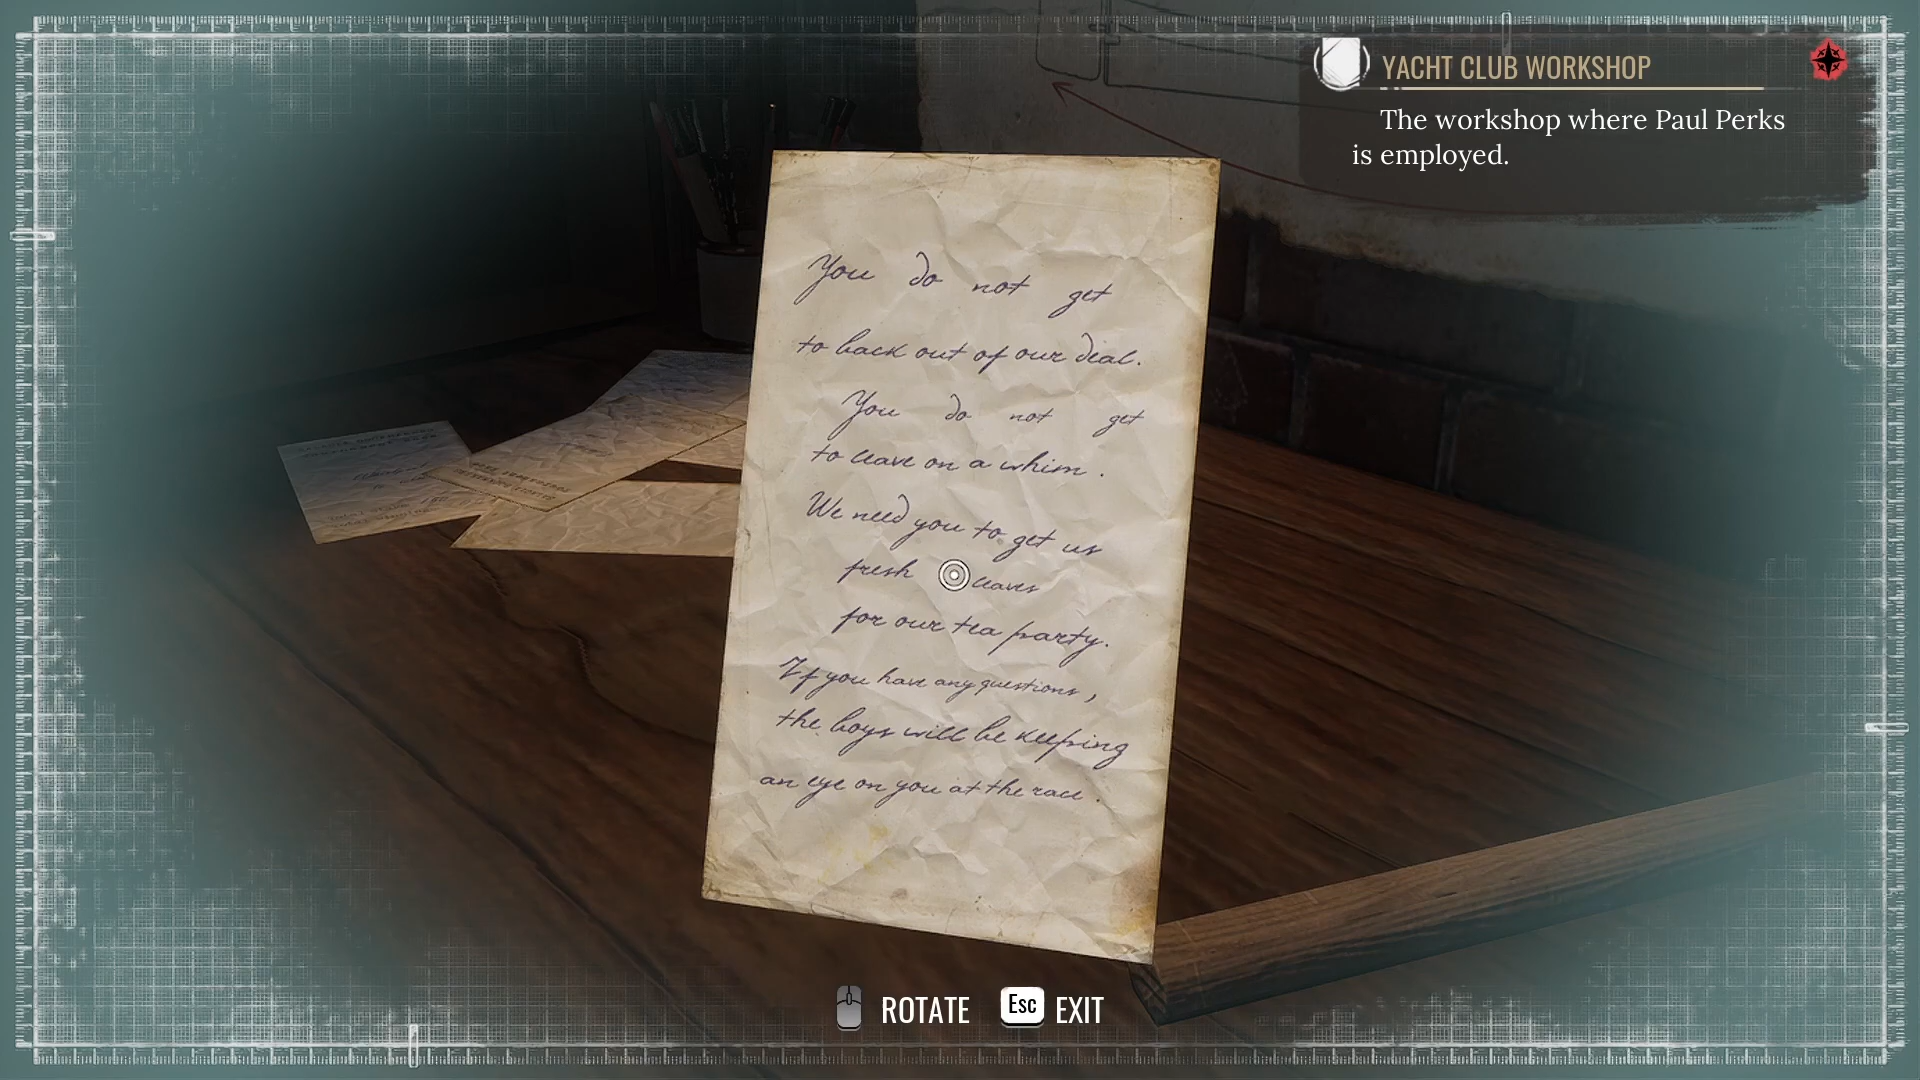 YACHT CLUB WORKSHOP
The workshop where Paul Perks
is employed.
You do not get
to back out of our deal.
You do not get
to leave on a whim.
We need you to get us
fresh leaves
for our tea party.
If you have any questions,
the boys will be keeping
an eye on you at the race.
ROTATE
Esc EXIT